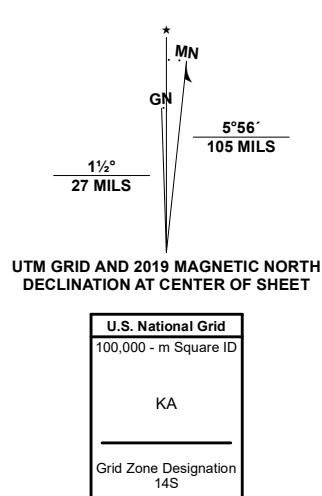 ★
MN
GN
5°56´
105 MILS
1½°
27 MILS
UTM GRID AND 2019 MAGNETIC NORTH
DECLINATION AT CENTER OF SHEET
U.S. National Grid
100,000 - m Square ID
KA
Grid Zone Designation
14S